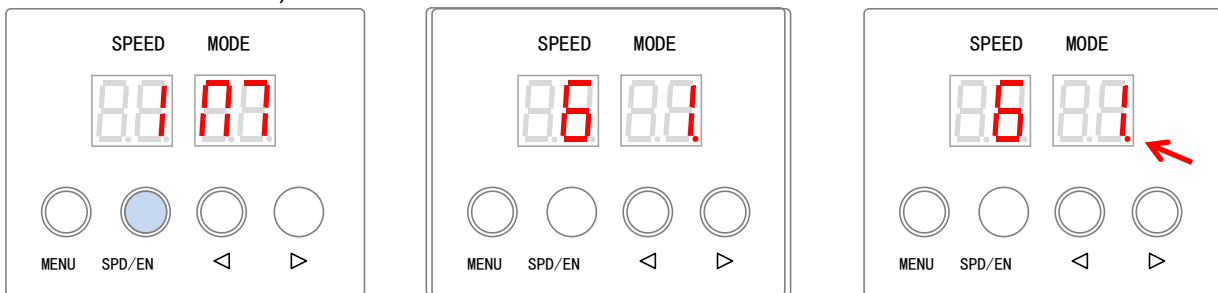 SPEED MODE
1 П7
MENU SPD/EN ◁ ▷
SPEED MODE
6 1.
MENU SPD/EN ◁ ▷
SPEED MODE
6 1.
MENU SPD/EN ◁ ▷